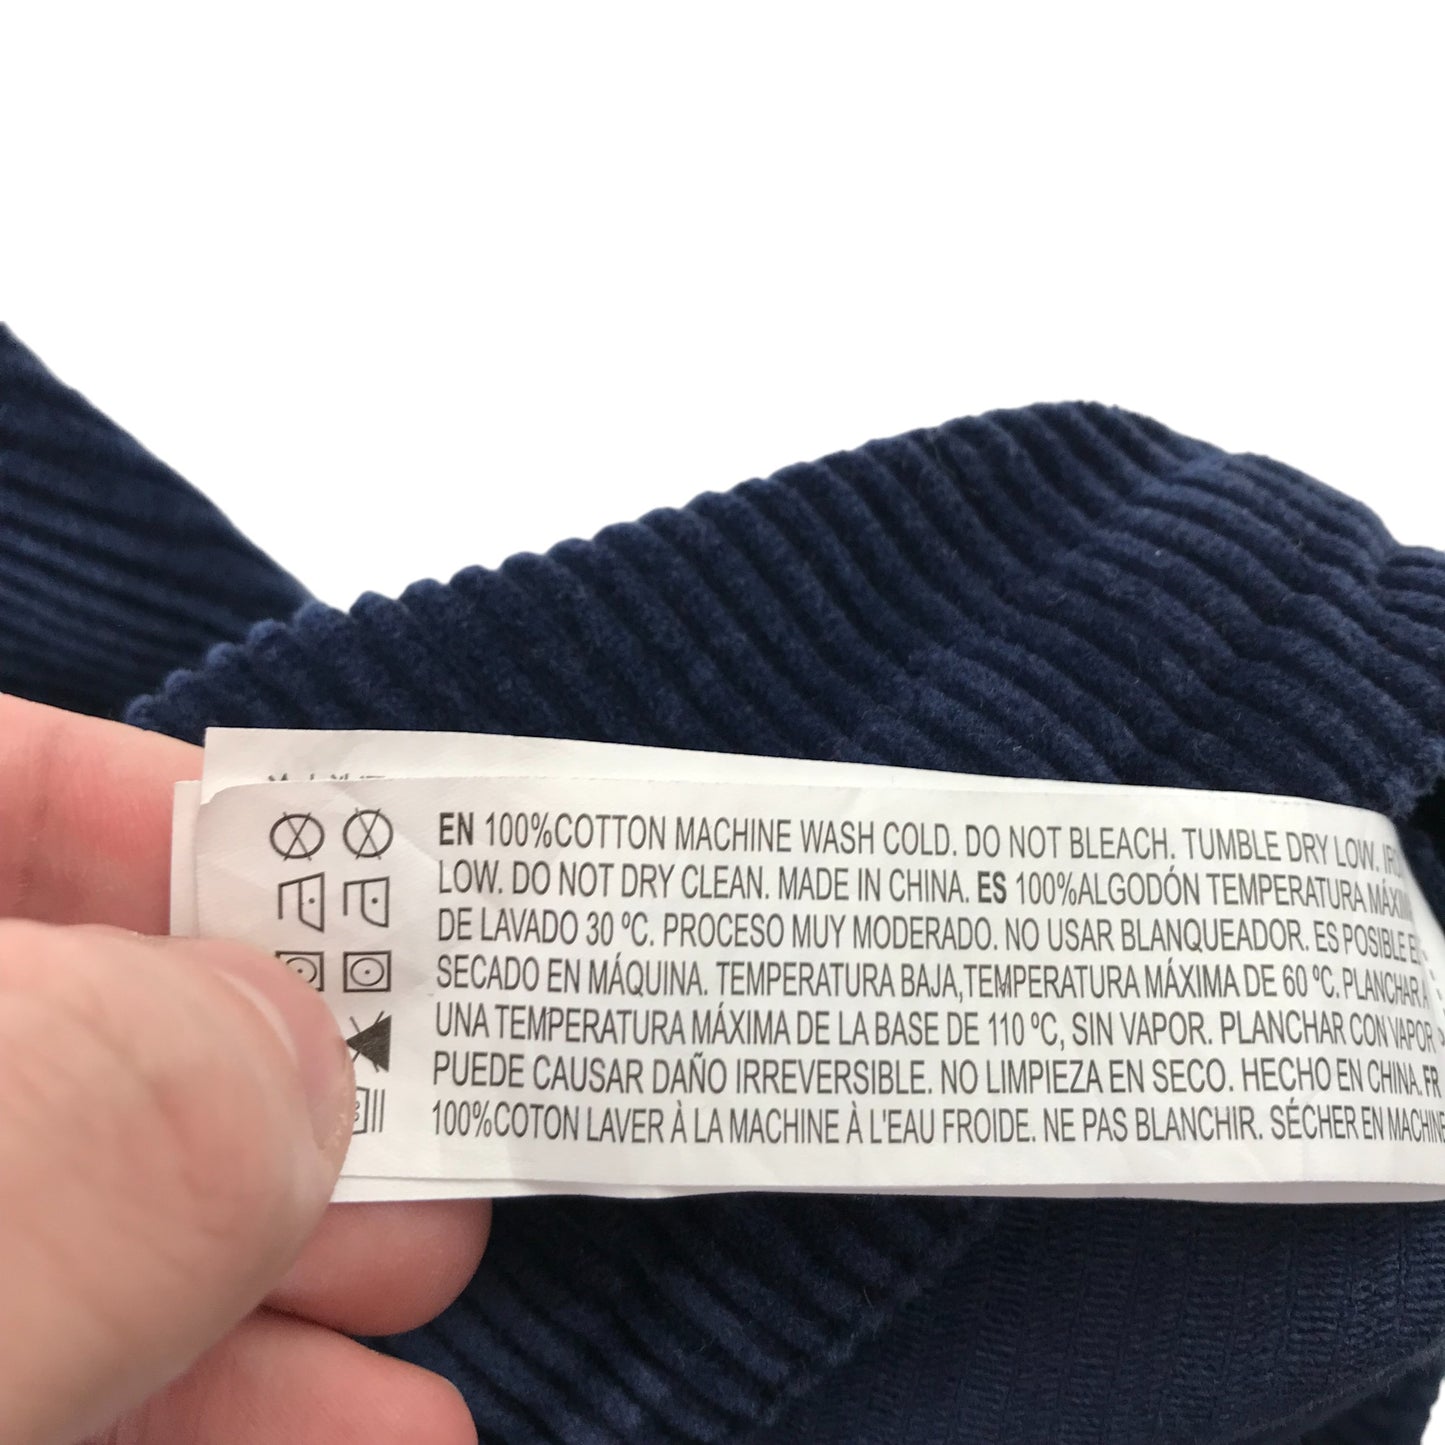 EN 100%COTTON MACHINE WASH COLD. DO NOT BLEACH. TUMBLE DRY LOW.
LOW. DO NOT DRY CLEAN. MADE IN CHINA. ES 100%ALGODÓN TEMPERATURA
DE LAVADO 30 ºC. PROCESO MUY MODERADO. NO USAR BLANQUEADOR. ES POSIBLE
SECADO EN MÁQUINA. TEMPERATURA BAJA,TEMPERATURA MÁXIMA DE 60 ºC. PLANCHAR A
UNA TEMPERATURA MÁXIMA DE LA BASE DE 110 ºC, SIN VAPOR. PLANCHAR CON VAPOR
PUEDE CAUSAR DAÑO IRREVERSIBLE. NO LIMPIEZA EN SECO. HECHO EN CHINA. FR
100%COTON LAVER À LA MACHINE À L'EAU FROIDE. NE PAS BLANCHIR. SÉCHER EN MACHINE